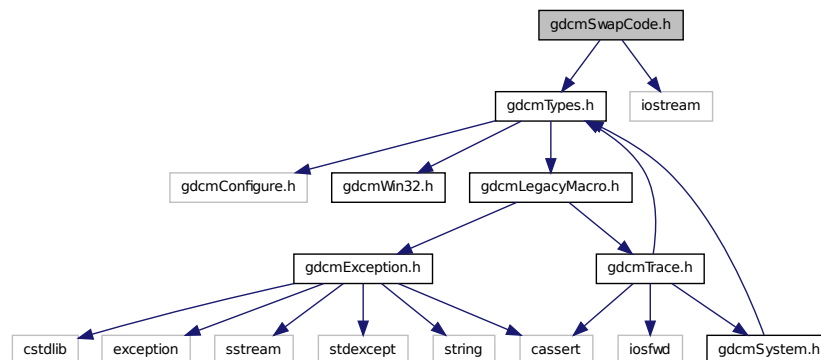 gdcmSwapCode.h
gdcmTypes.h
iostream
gdcmConfigure.h
gdcmWin32.h
gdcmLegacyMacro.h
gdcmException.h
gdcmTrace.h
cstdlib
exception
sstream
stdexcept
string
cassert
iosfwd
gdcmSystem.h